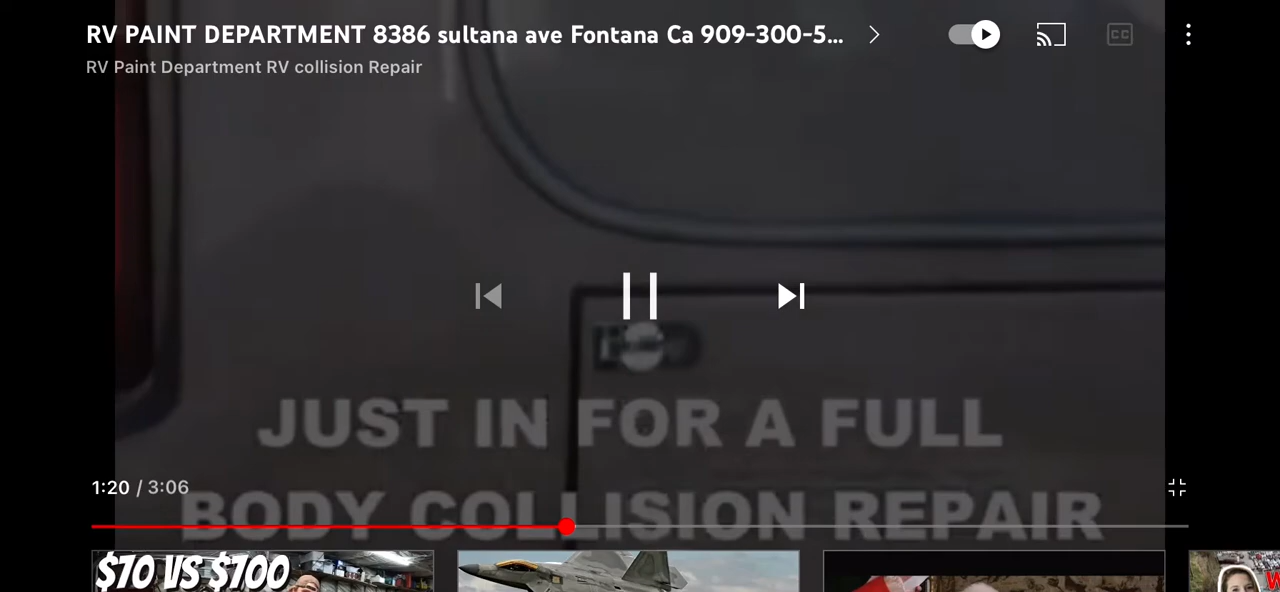 RV PAINT DEPARTMENT 8386 sultana ave Fontana Ca 909-300-5...
RV Paint Department RV collision Repair
CC
JUST IN FOR A FULL
1:20 / 3:06
BODY COLLISION REPAIR
$70 VS $700